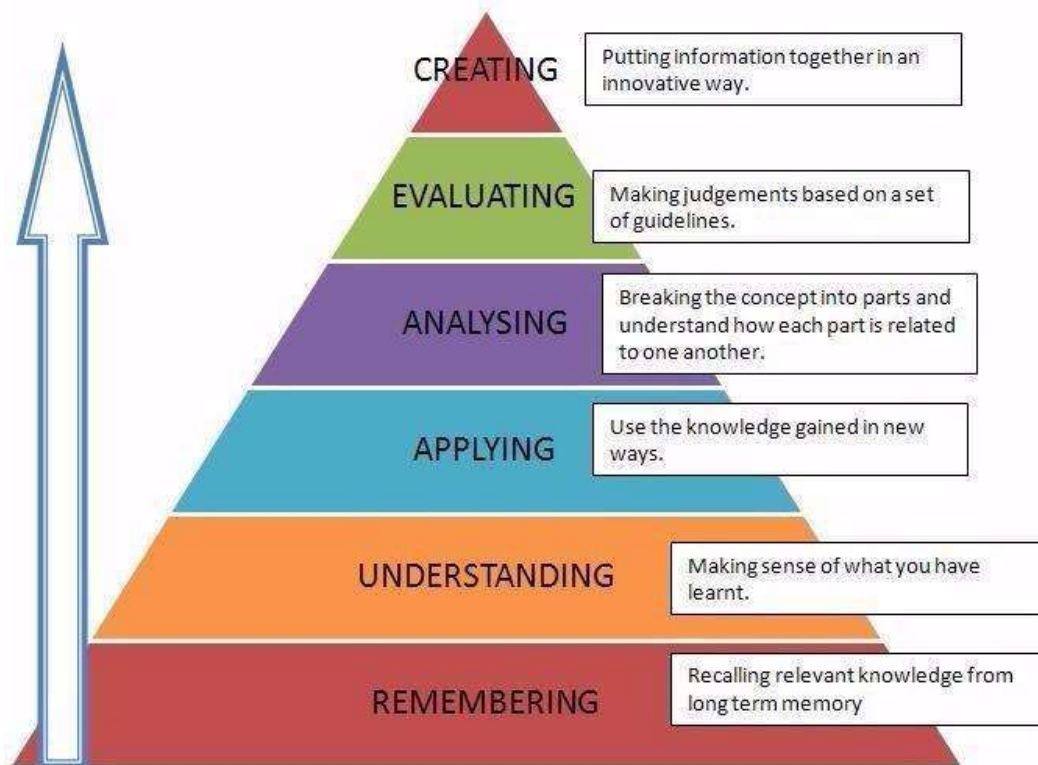 CREATING
Putting information together in an
innovative way.
EVALUATING
Making judgements based on a set
of guidelines.
ANALYSING
Breaking the concept into parts and
understand how each part is related
to one another.
APPLYING
Use the knowledge gained in new
ways.
UNDERSTANDING
Making sense of what you have
learnt.
REMEMBERING
Recalling relevant knowledge from
long term memory